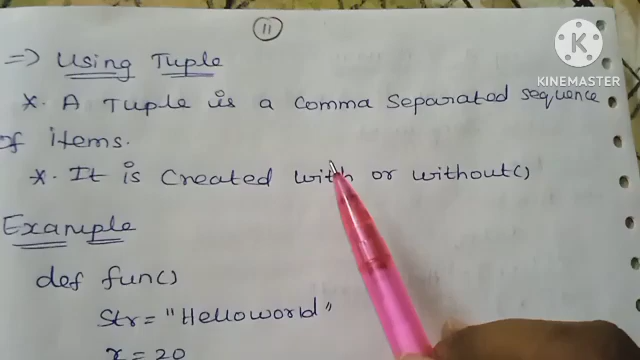 11
=> Using Tuple
*. A Tuple is a Comma Separated sequence
of items.
*. It is Created with or without()
Example
def fun()
Str = "Helloworld"
x = 20
K
KINEMASTER